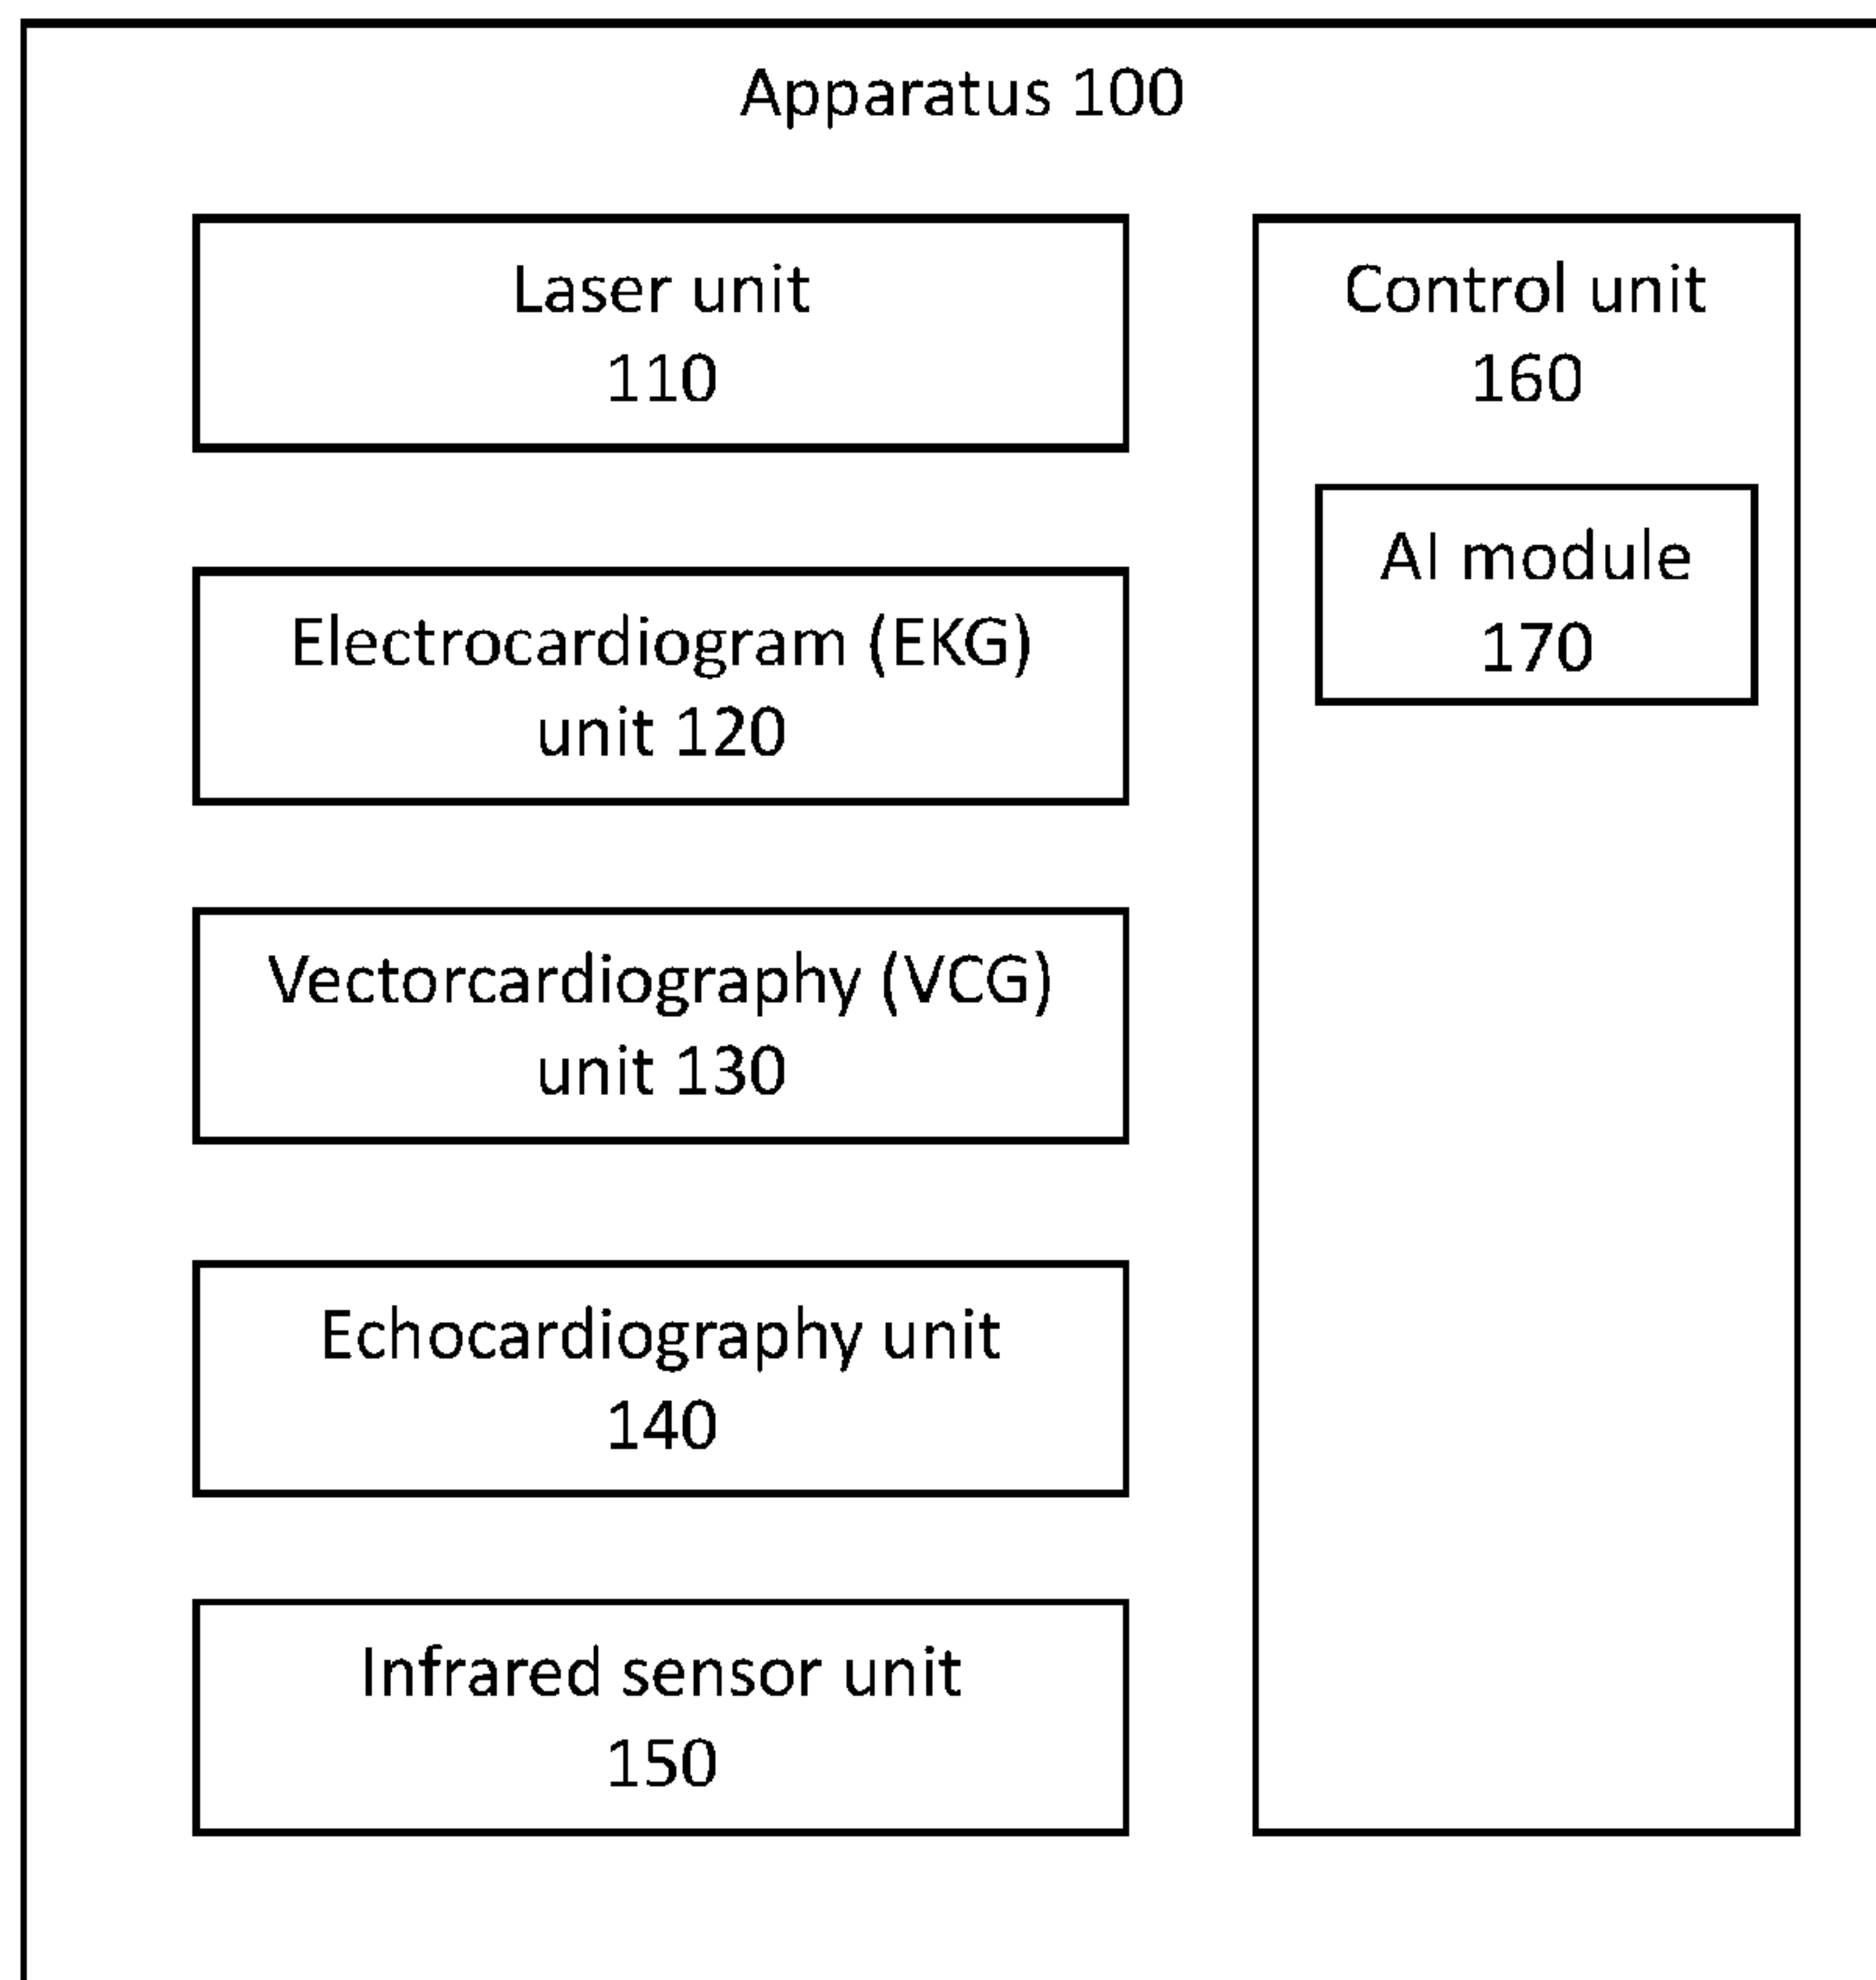 Apparatus 100
Laser unit
110
Electrocardiogram (EKG)
unit 120
Vectorcardiography (VCG)
unit 130
Echocardiography unit
140
Infrared sensor unit
150
Control unit
160
AI module
170